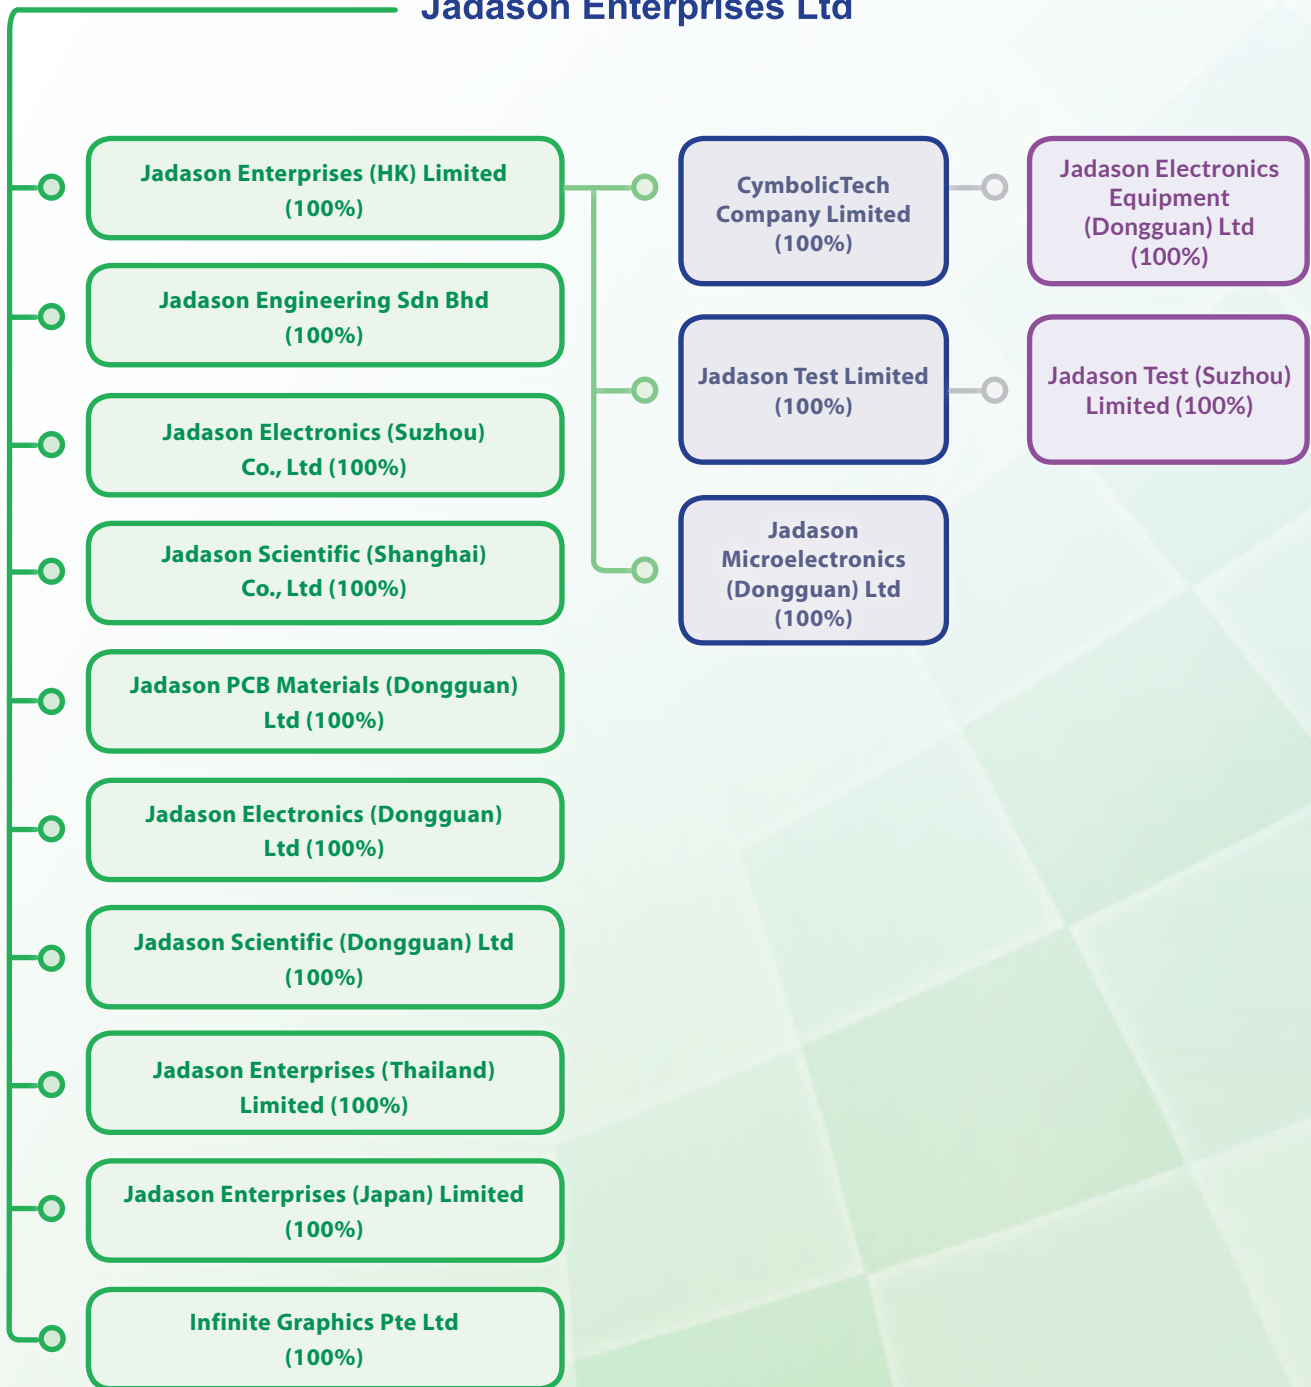 Jadason Enterprises Ltd
Jadason Enterprises (HK) Limited
(100%)
Jadason Engineering Sdn Bhd
(100%)
Jadason Electronics (Suzhou)
Co., Ltd (100%)
Jadason Scientific (Shanghai)
Co., Ltd (100%)
Jadason PCB Materials (Dongguan)
Ltd (100%)
Jadason Electronics (Dongguan)
Ltd (100%)
Jadason Scientific (Dongguan) Ltd
(100%)
Jadason Enterprises (Thailand)
Limited (100%)
Jadason Enterprises (Japan) Limited
(100%)
Infinite Graphics Pte Ltd
(100%)
CymbolicTech
Company Limited
(100%)
Jadason Test Limited
(100%)
Jadason
Microelectronics
(Dongguan) Ltd
(100%)
Jadason Electronics
Equipment
(Dongguan) Ltd
(100%)
Jadason Test (Suzhou)
Limited (100%)